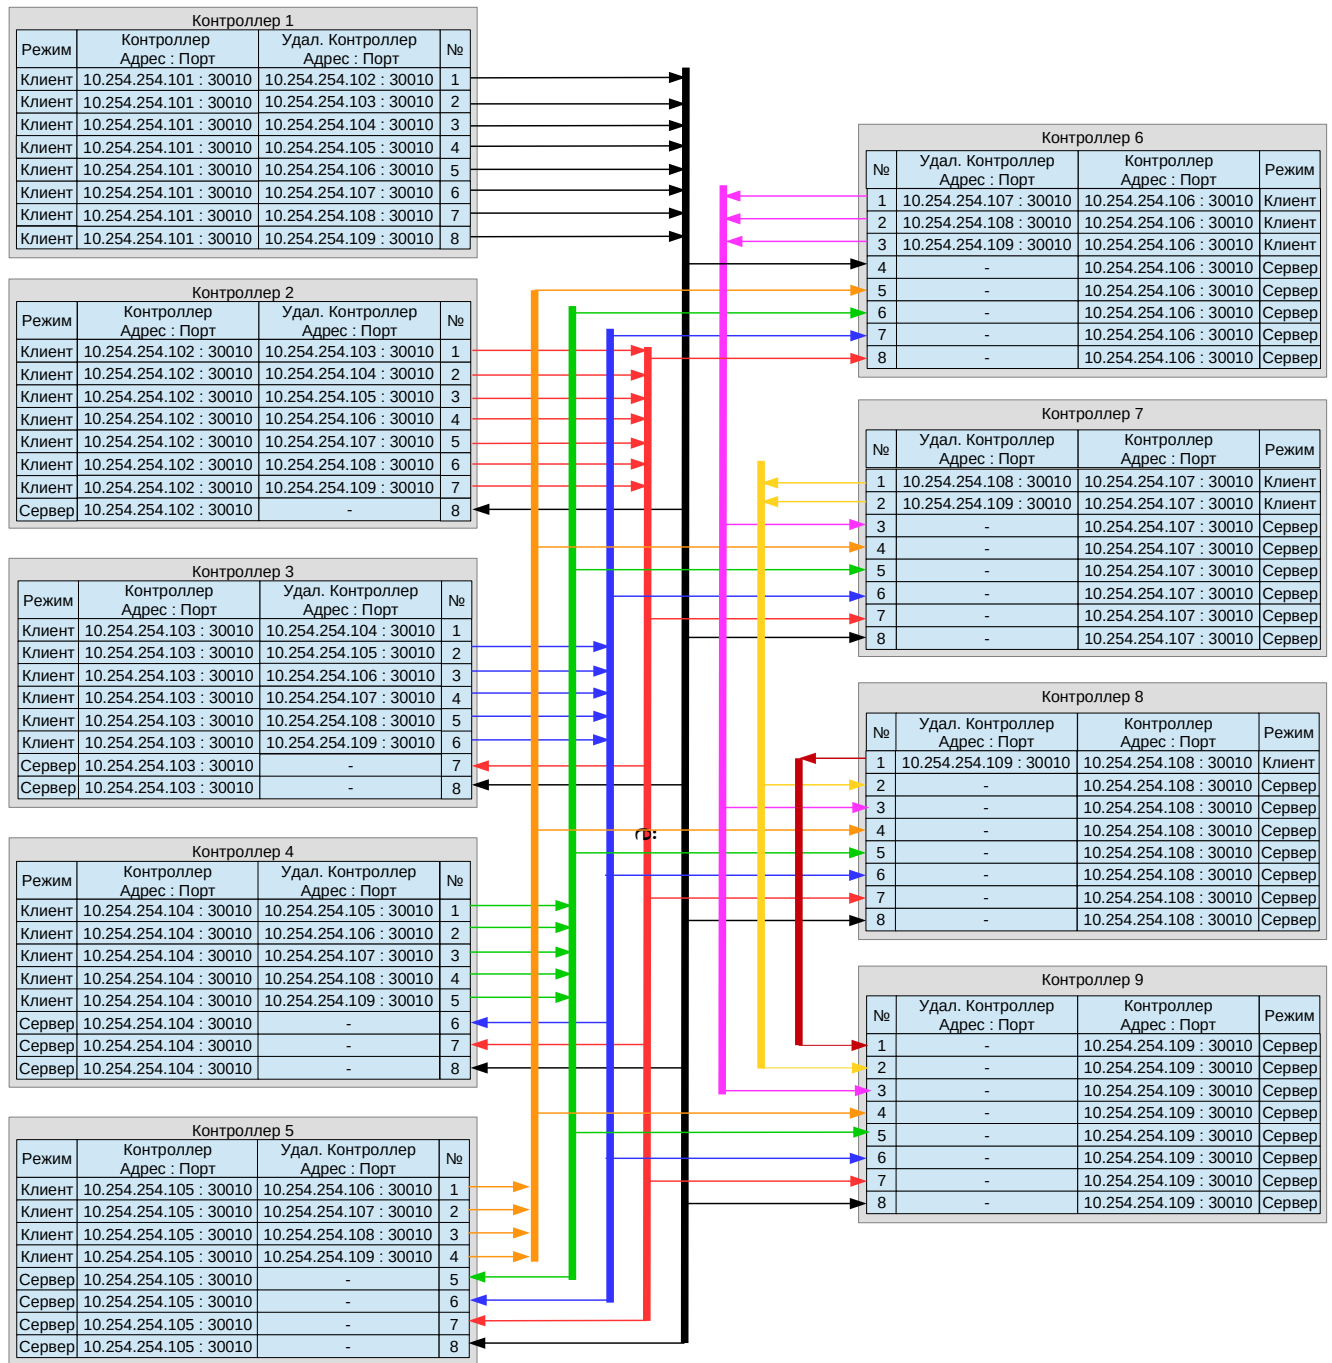 Контроллер 1
Режим Контроллер Адрес : Порт Удал. Контроллер Адрес : Порт №
Клиент 10.254.254.101 : 30010 10.254.254.102 : 30010 1
Клиент 10.254.254.101 : 30010 10.254.254.103 : 30010 2
Клиент 10.254.254.101 : 30010 10.254.254.104 : 30010 3
Клиент 10.254.254.101 : 30010 10.254.254.105 : 30010 4
Клиент 10.254.254.101 : 30010 10.254.254.106 : 30010 5
Клиент 10.254.254.101 : 30010 10.254.254.107 : 30010 6
Клиент 10.254.254.101 : 30010 10.254.254.108 : 30010 7
Клиент 10.254.254.101 : 30010 10.254.254.109 : 30010 8
Контроллер 2
Режим Контроллер Адрес : Порт Удал. Контроллер Адрес : Порт №
Клиент 10.254.254.102 : 30010 10.254.254.103 : 30010 1
Клиент 10.254.254.102 : 30010 10.254.254.104 : 30010 2
Клиент 10.254.254.102 : 30010 10.254.254.105 : 30010 3
Клиент 10.254.254.102 : 30010 10.254.254.106 : 30010 4
Клиент 10.254.254.102 : 30010 10.254.254.107 : 30010 5
Клиент 10.254.254.102 : 30010 10.254.254.108 : 30010 6
Клиент 10.254.254.102 : 30010 10.254.254.109 : 30010 7
Сервер 10.254.254.102 : 30010 - 8
Контроллер 3
Режим Контроллер Адрес : Порт Удал. Контроллер Адрес : Порт №
Клиент 10.254.254.103 : 30010 10.254.254.104 : 30010 1
Клиент 10.254.254.103 : 30010 10.254.254.105 : 30010 2
Клиент 10.254.254.103 : 30010 10.254.254.106 : 30010 3
Клиент 10.254.254.103 : 30010 10.254.254.107 : 30010 4
Клиент 10.254.254.103 : 30010 10.254.254.108 : 30010 5
Клиент 10.254.254.103 : 30010 10.254.254.109 : 30010 6
Сервер 10.254.254.103 : 30010 - 7
Сервер 10.254.254.103 : 30010 - 8
Контроллер 4
Режим Контроллер Адрес : Порт Удал. Контроллер Адрес : Порт №
Клиент 10.254.254.104 : 30010 10.254.254.105 : 30010 1
Клиент 10.254.254.104 : 30010 10.254.254.106 : 30010 2
Клиент 10.254.254.104 : 30010 10.254.254.107 : 30010 3
Клиент 10.254.254.104 : 30010 10.254.254.108 : 30010 4
Клиент 10.254.254.104 : 30010 10.254.254.109 : 30010 5
Сервер 10.254.254.104 : 30010 - 6
Сервер 10.254.254.104 : 30010 - 7
Сервер 10.254.254.104 : 30010 - 8
Контроллер 5
Режим Контроллер Адрес : Порт Удал. Контроллер Адрес : Порт №
Клиент 10.254.254.105 : 30010 10.254.254.106 : 30010 1
Клиент 10.254.254.105 : 30010 10.254.254.107 : 30010 2
Клиент 10.254.254.105 : 30010 10.254.254.108 : 30010 3
Клиент 10.254.254.105 : 30010 10.254.254.109 : 30010 4
Сервер 10.254.254.105 : 30010 - 5
Сервер 10.254.254.105 : 30010 - 6
Сервер 10.254.254.105 : 30010 - 7
Сервер 10.254.254.105 : 30010 - 8
Контроллер 6
№ Удал. Контроллер Адрес : Порт Контроллер Адрес : Порт Режим
1 10.254.254.107 : 30010 10.254.254.106 : 30010 Клиент
2 10.254.254.108 : 30010 10.254.254.106 : 30010 Клиент
3 10.254.254.109 : 30010 10.254.254.106 : 30010 Клиент
4 - 10.254.254.106 : 30010 Сервер
5 - 10.254.254.106 : 30010 Сервер
6 - 10.254.254.106 : 30010 Сервер
7 - 10.254.254.106 : 30010 Сервер
8 - 10.254.254.106 : 30010 Сервер
Контроллер 7
№ Удал. Контроллер Адрес : Порт Контроллер Адрес : Порт Режим
1 10.254.254.108 : 30010 10.254.254.107 : 30010 Клиент
2 10.254.254.109 : 30010 10.254.254.107 : 30010 Клиент
3 - 10.254.254.107 : 30010 Сервер
4 - 10.254.254.107 : 30010 Сервер
5 - 10.254.254.107 : 30010 Сервер
6 - 10.254.254.107 : 30010 Сервер
7 - 10.254.254.107 : 30010 Сервер
8 - 10.254.254.107 : 30010 Сервер
Контроллер 8
№ Удал. Контроллер Адрес : Порт Контроллер Адрес : Порт Режим
1 10.254.254.109 : 30010 10.254.254.108 : 30010 Клиент
2 - 10.254.254.108 : 30010 Сервер
3 - 10.254.254.108 : 30010 Сервер
4 - 10.254.254.108 : 30010 Сервер
5 - 10.254.254.108 : 30010 Сервер
6 - 10.254.254.108 : 30010 Сервер
7 - 10.254.254.108 : 30010 Сервер
8 - 10.254.254.108 : 30010 Сервер
Контроллер 9
№ Удал. Контроллер Адрес : Порт Контроллер Адрес : Порт Режим
1 - 10.254.254.109 : 30010 Сервер
2 - 10.254.254.109 : 30010 Сервер
3 - 10.254.254.109 : 30010 Сервер
4 - 10.254.254.109 : 30010 Сервер
5 - 10.254.254.109 : 30010 Сервер
6 - 10.254.254.109 : 30010 Сервер
7 - 10.254.254.109 : 30010 Сервер
8 - 10.254.254.109 : 30010 Сервер